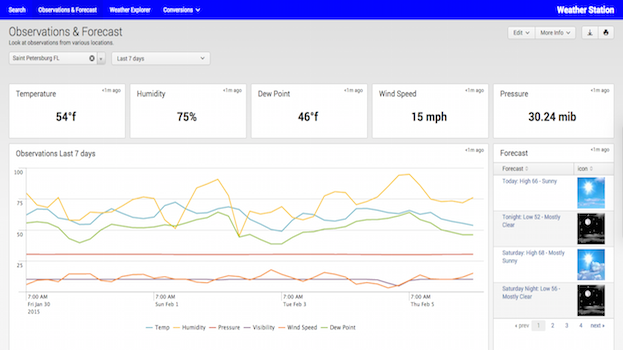 Search Observations & Forecast Weather Explorer Conversions Weather Station
Observations & Forecast
Look at observations from various locations.
Edit More Info
Saint Petersburg FL Last 7 days
Temperature <1m ago
54°f
Humidity <1m ago
75%
Dew Point <1m ago
46°f
Wind Speed <1m ago
15 mph
Pressure <1m ago
30.24 mib
Observations Last 7 days <1m ago
100
75
50
25
7:00 AM
Fri Jan 30
2015
7:00 AM
Sun Feb 1
7:00 AM
Tue Feb 3
7:00 AM
Thu Feb 5
Temp Humidity Pressure Visibility Wind Speed Dew Point
Forecast <1m ago
Forecast icon
Today: High 66 - Sunny
Tonight: Low 52 - Mostly
Clear
Saturday: High 68 - Mostly
Sunny
Saturday Night: Low 55 -
Mostly Clear
« prev 1 2 3 4 next »